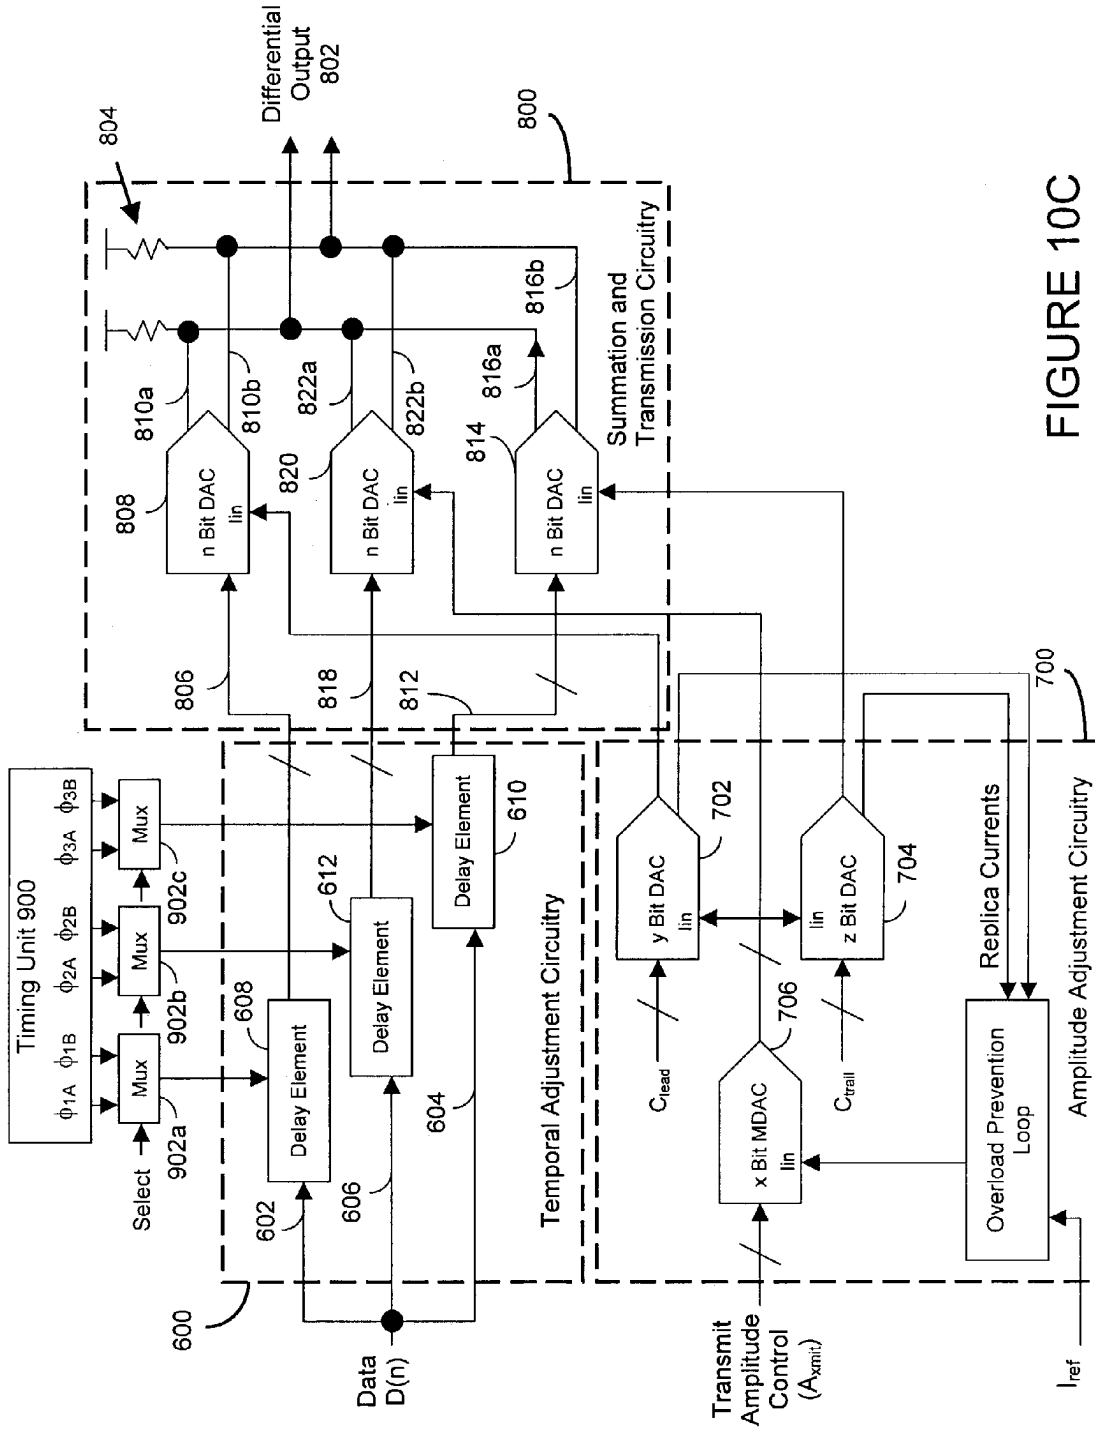 Timing Unit 900
ϕ1A ϕ1B ϕ2A ϕ2B ϕ3A ϕ3B
Select
Mux
Mux
Mux
902a
902b
902c
600
602
606
604
608
612
610
Delay Element
Delay Element
Delay Element
Data
D(n)
Temporal Adjustment Circuitry
806
818
812
808
820
814
n Bit DAC
Iin
n Bit DAC
Iin
n Bit DAC
Iin
810a
810b
822a
822b
816a
816b
804
Differential
Output
802
800
Summation and
Transmission Circuitry
Transmit
Amplitude
Control
(Axmit)
x Bit MDAC
Iin
706
Clead
y Bit DAC
Iin
702
Ctrail
Iin
z Bit DAC
704
Replica Currents
Overload Prevention
Loop
Iref
Amplitude Adjustment Circuitry
700
FIGURE 10C